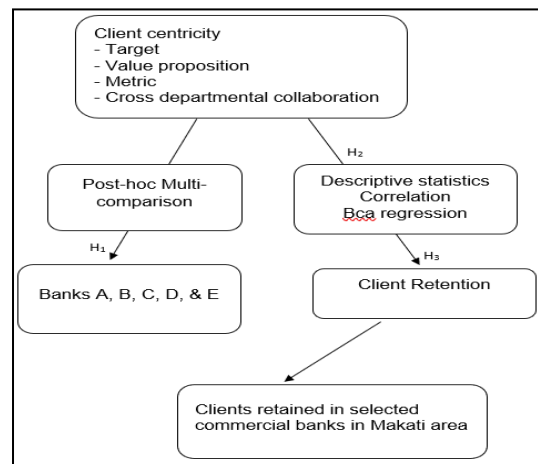 Client centricity
- Target
- Value proposition
- Metric
- Cross departmental collaboration
H₂
Post-hoc Multi-
comparison
Descriptive statistics
Correlation
Bca regression
H₁
H₃
Banks A, B, C, D, & E
Client Retention
Clients retained in selected
commercial banks in Makati area